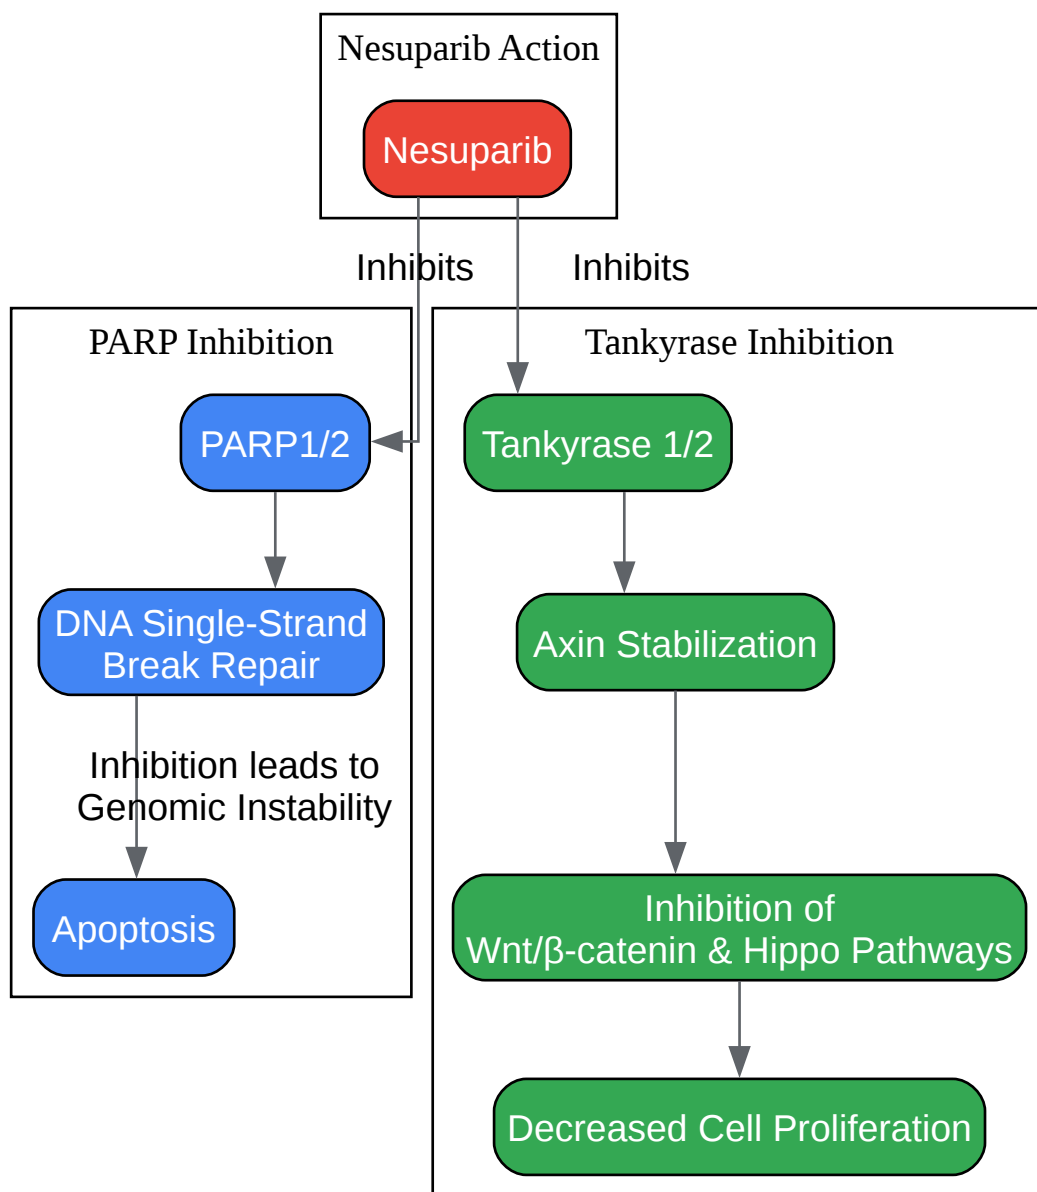 Nesuparib Action
Nesuparib
Inhibits
Inhibits
PARP Inhibition
PARP1/2
DNA Single-Strand
Break Repair
Inhibition leads to
Genomic Instability
Apoptosis
Tankyrase Inhibition
Tankyrase 1/2
Axin Stabilization
Inhibition of
Wnt/β-catenin & Hippo Pathways
Decreased Cell Proliferation